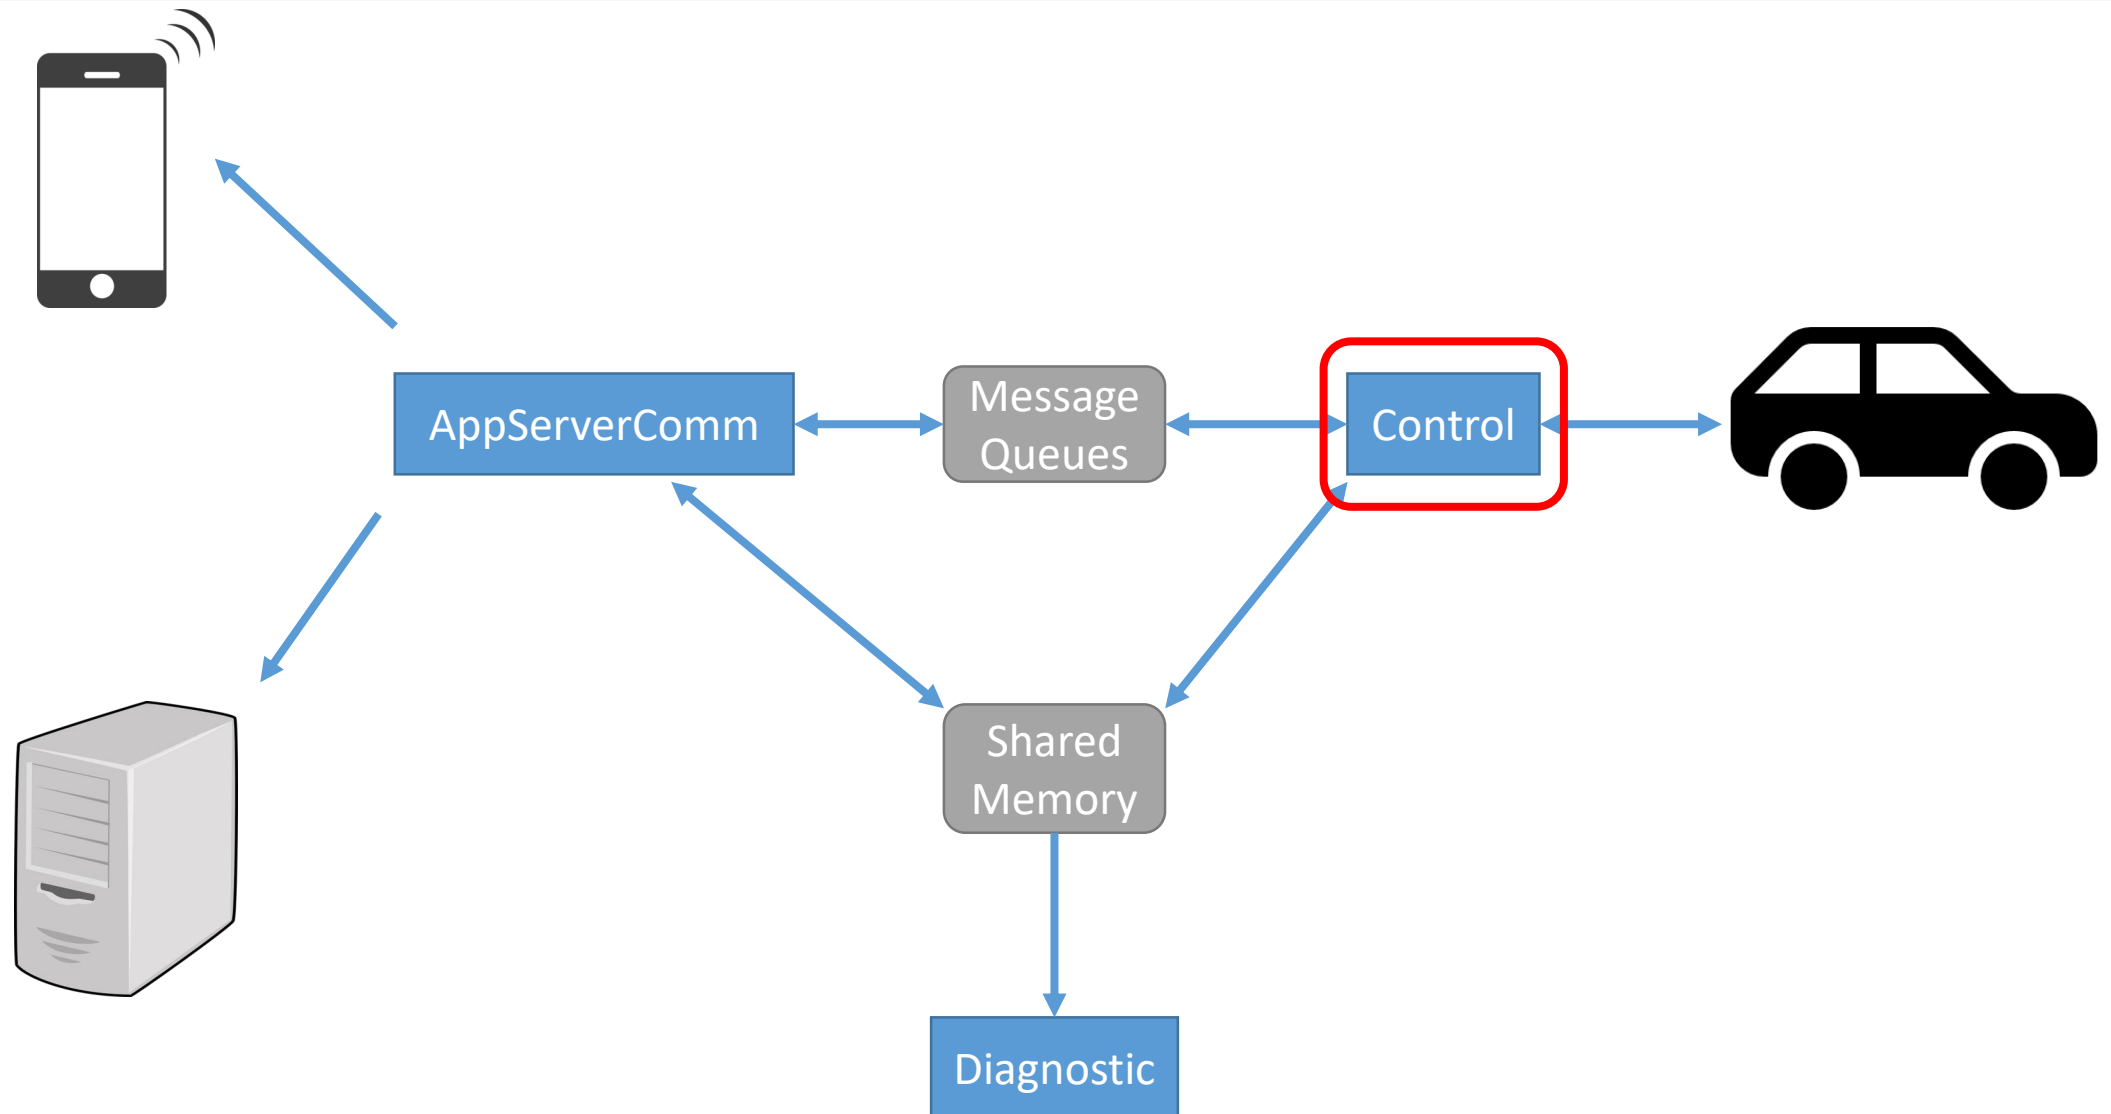 AppServerComm
Message
Queues
Control
Shared
Memory
Diagnostic